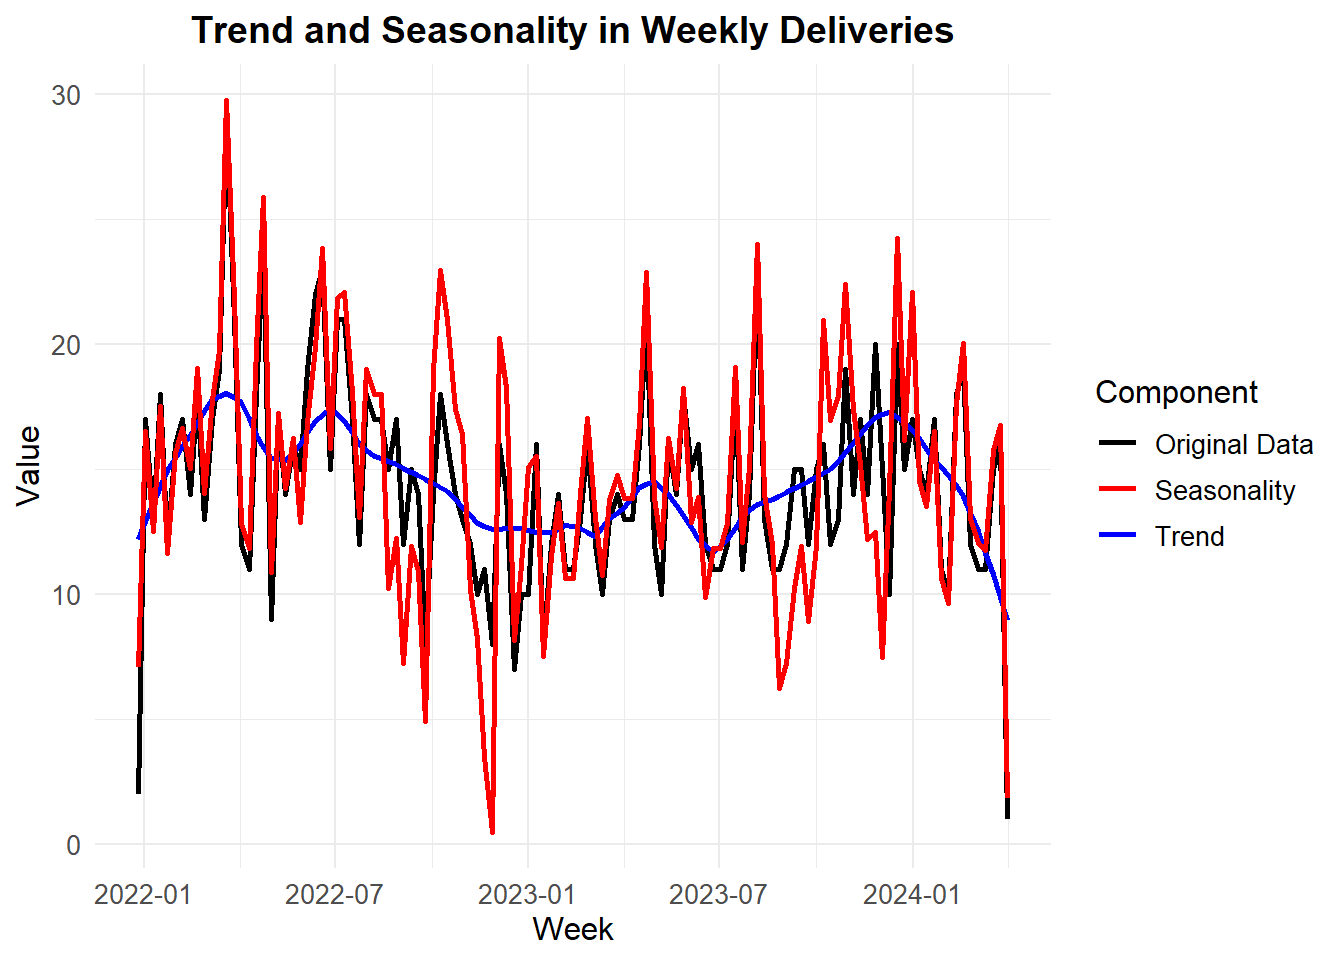 Trend and Seasonality in Weekly Deliveries
30
20
10
0
Value
2022-01
2022-07
2023-01
2023-07
2024-01
Week
Component
Original Data
Seasonality
Trend